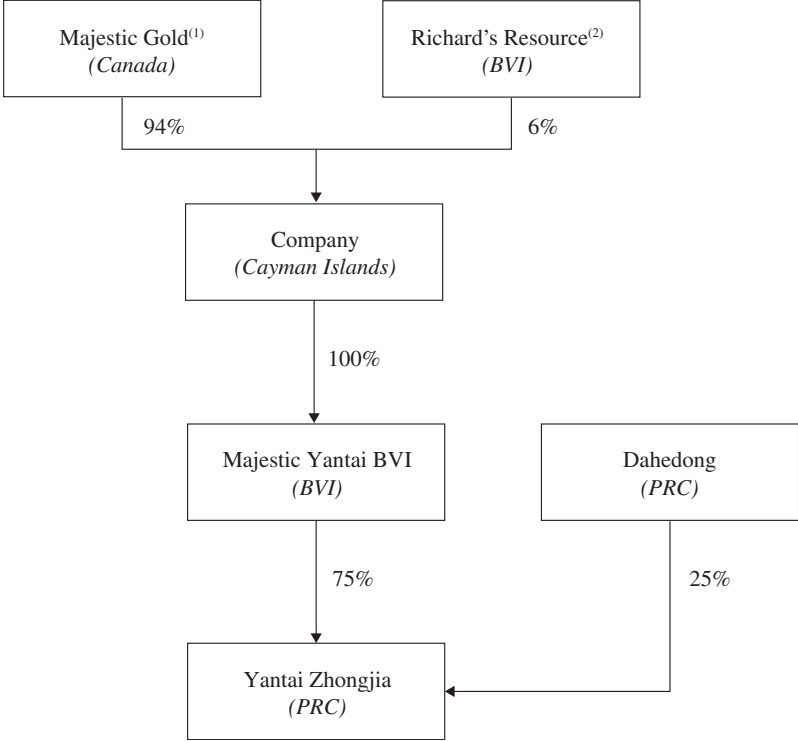 Majestic Gold(1)
(Canada)
Richard’s Resource(2)
(BVI)
94%
6%
Company
(Cayman Islands)
100%
Majestic Yantai BVI
(BVI)
Dahedong
(PRC)
75%
25%
Yantai Zhongjia
(PRC)